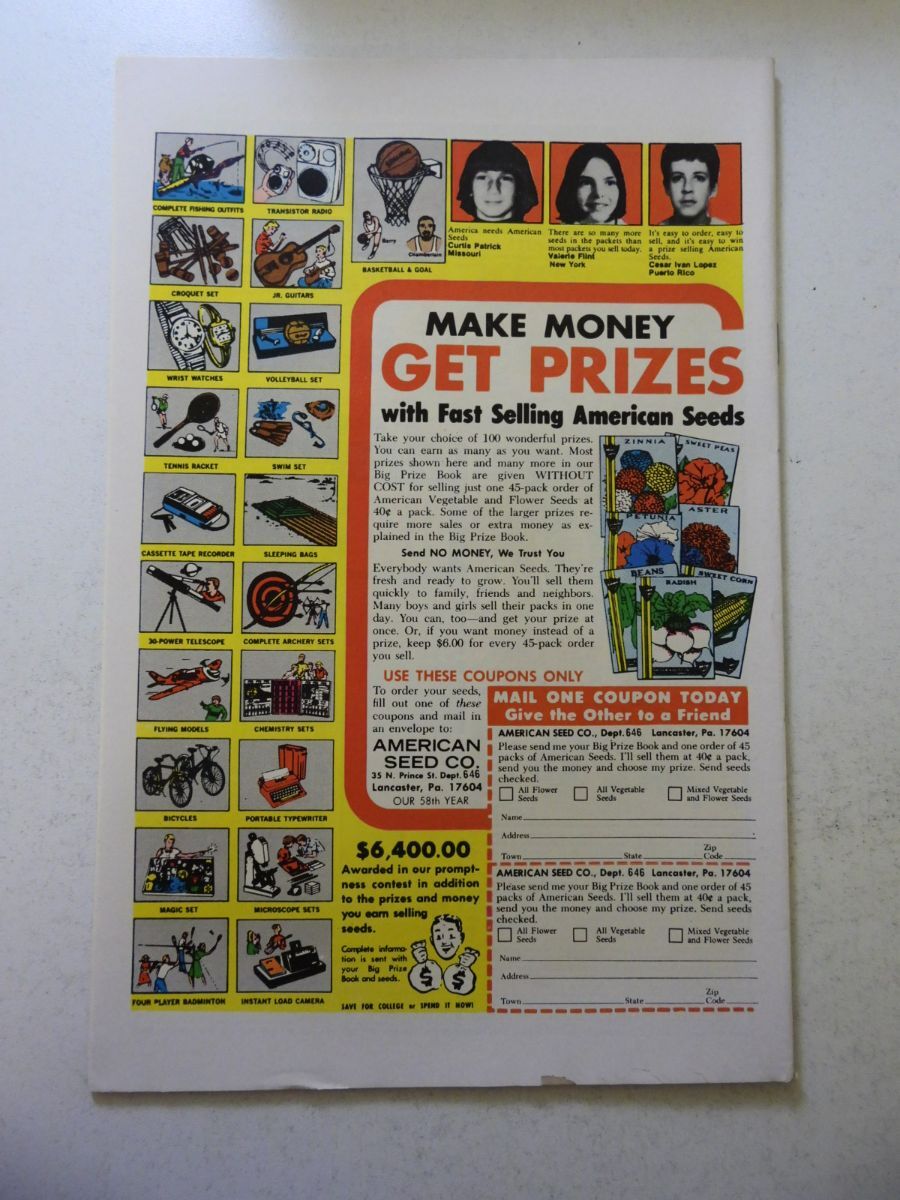 COMPLETE FISHING OUTFITS
TRANSISTOR RADIO
CROQUET SET
JR. GUITARS
Barry
Chamberlain
BASKETBALL & GOAL
WRIST WATCHES
VOLLEYBALL SET
TENNIS RACKET
SWIM SET
CASSETTE TAPE RECORDER
SLEEPING BAGS
30-POWER TELESCOPE
COMPLETE ARCHERY SETS
FLYING MODELS
CHEMISTRY SETS
BICYCLES
PORTABLE TYPEWRITER
MAGIC SET
MICROSCOPE SETS
FOUR PLAYER BADMINTON
INSTANT LOAD CAMERA
America needs American
Seeds
Curtis Patrick
Missouri
There are so many more
seeds in the packets than
most packets you sell today.
Valerie Flint
New York
It's easy to order, easy to
sell, and it's easy to win
a prize selling American
Seeds.
Cesar Ivan Lopez
Puerto Rico
MAKE MONEY
GET PRIZES
with Fast Selling American Seeds
Take your choice of 100 wonderful prizes.
You can earn as many as you want. Most
prizes shown here and many more in our
Big Prize Book are given WITHOUT
COST for selling just one 45-pack order of
American Vegetable and Flower Seeds at
40¢ a pack. Some of the larger prizes re-
quire more sales or extra money as ex-
plained in the Big Prize Book.
Send NO MONEY, We Trust You
Everybody wants American Seeds. They're
fresh and ready to grow. You'll sell them
quickly to family, friends and neighbors.
Many boys and girls sell their packs in one
day. You can, too—and get your prize at
once. Or, if you want money instead of a
prize, keep $6.00 for every 45-pack order
you sell.
ZINNIA
SWEET PEAS
PETUNIA
ASTER
BEANS
RADISH
SWEET CORN
USE THESE COUPONS ONLY
To order your seeds,
fill out one of these
coupons and mail in
an envelope to:
AMERICAN
SEED CO.
35 N. Prince St. Dept. 646
Lancaster, Pa. 17604
OUR 58th YEAR
MAIL ONE COUPON TODAY
Give the Other to a Friend
AMERICAN SEED CO., Dept. 646 Lancaster, Pa. 17604
Please send me your Big Prize Book and one order of 45
packs of American Seeds. I'll sell them at 40¢ a pack,
send you the money and choose my prize. Send seeds
checked.
All Flower Seeds
All Vegetable Seeds
Mixed Vegetable and Flower Seeds
Name
Address
Town State Zip Code
AMERICAN SEED CO., Dept. 646 Lancaster, Pa. 17604
Please send me your Big Prize Book and one order of 45
packs of American Seeds. I'll sell them at 40¢ a pack,
send you the money and choose my prize. Send seeds
checked.
All Flower Seeds
All Vegetable Seeds
Mixed Vegetable and Flower Seeds
Name
Address
Town State Zip Code
$6,400.00
Awarded in our prompt-
ness contest in addition
to the prizes and money
you earn selling
seeds.
Complete informa-
tion is sent with
your Big Prize
Book and seeds.
$ $
SAVE FOR COLLEGE or SPEND IT NOW!